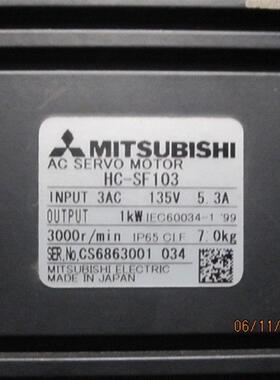 MITSUBISHI
AC SERVO MOTOR
HC-SF103
INPUT 3AC 135V 5.3A
OUTPUT 1kW IEC60034-1 '99
3000r/min IP65 Cl.F 7.0kg
SER.No.CS6863001 034
MITSUBISHI ELECTRIC
MADE IN JAPAN
06/11/